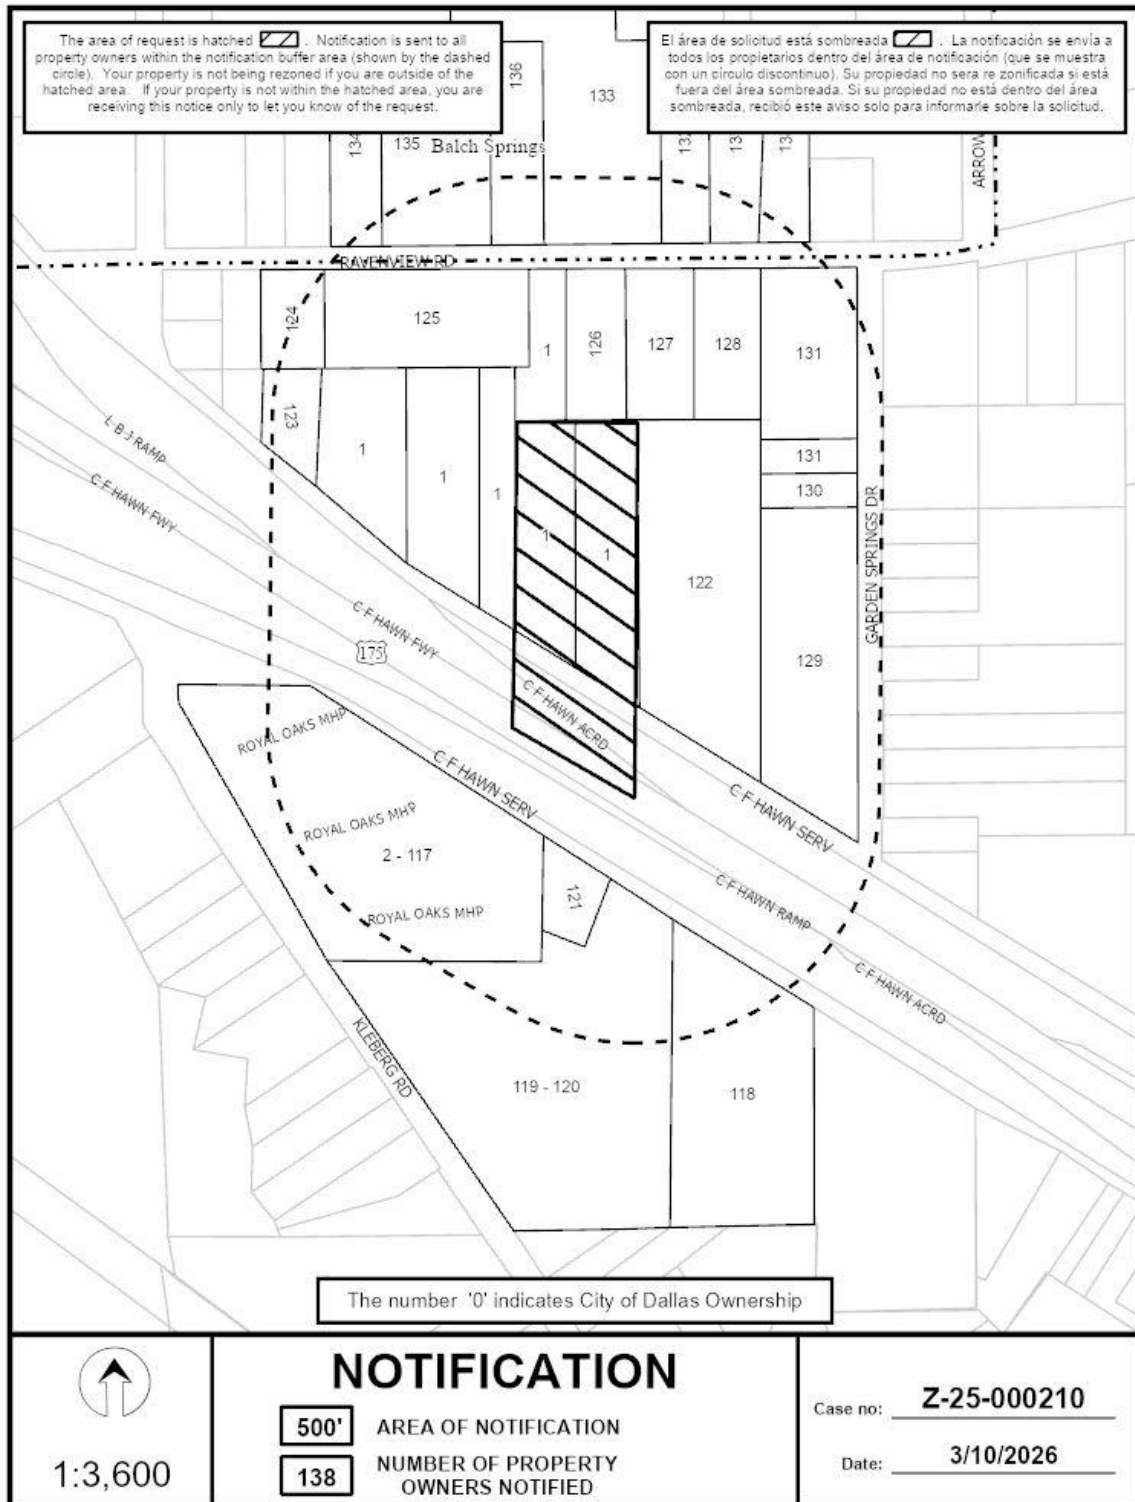 The area of request is hatched . Notification is sent to all
property owners within the notification buffer area (shown by the dashed
circle). Your property is not being rezoned if you are outside of the
hatched area. If your property is not within the hatched area, you are
receiving this notice only to let you know of the request.
El área de solicitud está sombreada . La notificación se envía a
todos los propietarios dentro del área de notificación (que se muestra
con un círculo discontinuo). Su propiedad no sera re zonificada si está
fuera del área sombreada. Si su propiedad no está dentro del área
sombreada, recibió este aviso solo para informarle sobre la solicitud.
136
133
134
135
Balch Springs
132
ARROW
RAVENVIEW RD
124
125
1
126
127
128
131
123
1
1
1
131
130
L B J RAMP
C F HAWN FWY
1
1
122
GARDEN SPRINGS DR
129
C F HAWN FWY
175
C F HAWN ACRD
ROYAL OAKS MHP
C F HAWN SERV
C F HAWN SERV
ROYAL OAKS MHP
2 - 117
121
ROYAL OAKS MHP
C F HAWN RAMP
C F HAWN ACRD
KLEBERG RD
119 - 120
118
The number '0' indicates City of Dallas Ownership
1:3,600
NOTIFICATION
500' AREA OF NOTIFICATION
138 NUMBER OF PROPERTY
OWNERS NOTIFIED
Case no: Z-25-000210
Date: 3/10/2026